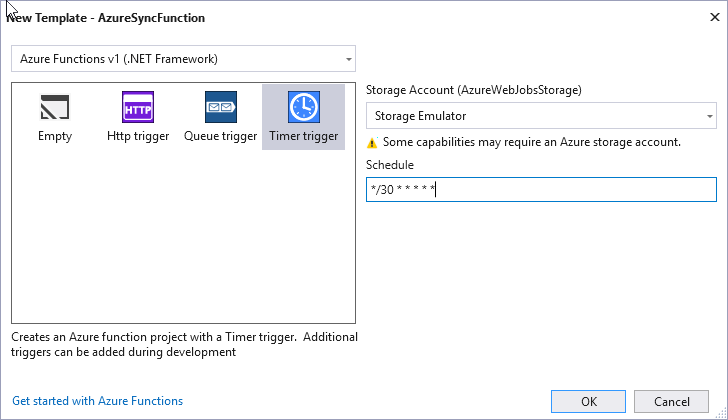 New Template - AzureSyncFunction
Azure Functions v1 (.NET Framework)
Empty
HTTP
Http trigger
Queue trigger
Timer trigger
Storage Account (AzureWebJobsStorage)
Storage Emulator
Some capabilities may require an Azure storage account.
Schedule
*/30 * * * * *
Creates an Azure function project with a Timer trigger. Additional
triggers can be added during development
Get started with Azure Functions
OK
Cancel